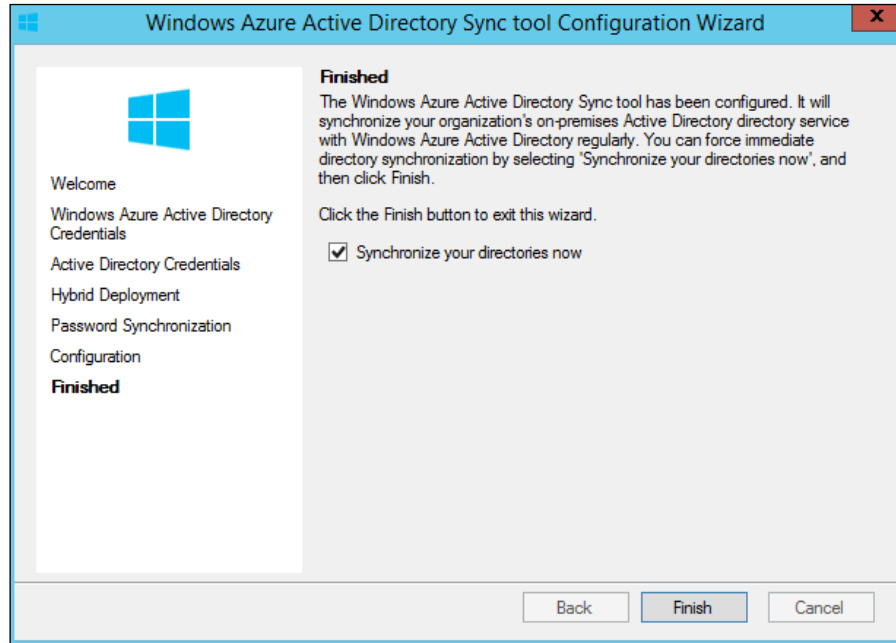 Windows Azure Active Directory Sync tool Configuration Wizard
x
Welcome
Windows Azure Active Directory
Credentials
Active Directory Credentials
Hybrid Deployment
Password Synchronization
Configuration
Finished
Finished
The Windows Azure Active Directory Sync tool has been configured. It will
synchronize your organization's on-premises Active Directory directory service
with Windows Azure Active Directory regularly. You can force immediate
directory synchronization by selecting 'Synchronize your directories now', and
then click Finish.
Click the Finish button to exit this wizard.
Synchronize your directories now
Back
Finish
Cancel